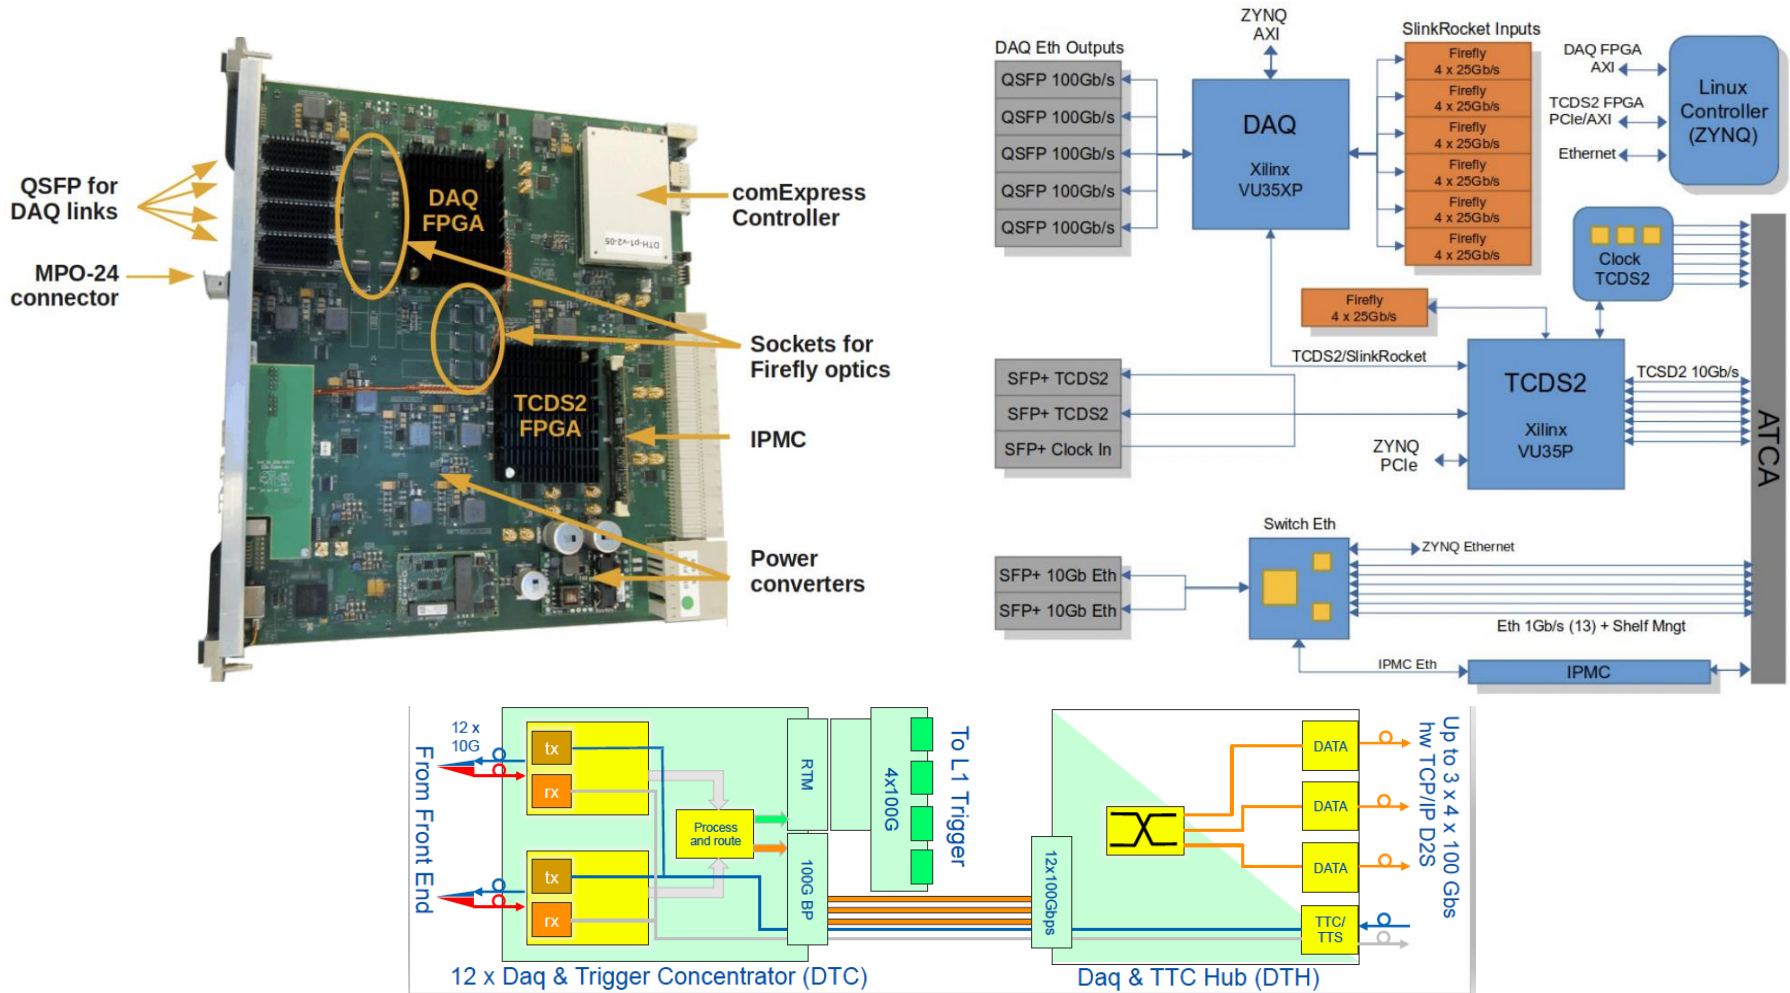 QSFP for
DAQ links
MPO-24
connector
DAQ
FPGA
TCDS2
FPGA
DTH-p1-v2-05
comExpress
Controller
Sockets for
Firefly optics
IPMC
Power
converters
DAQ Eth Outputs
QSFP 100Gb/s
QSFP 100Gb/s
QSFP 100Gb/s
QSFP 100Gb/s
QSFP 100Gb/s
ZYNQ
AXI
DAQ
Xilinx
VU35XP
SlinkRocket Inputs
Firefly
4 x 25Gb/s
Firefly
4 x 25Gb/s
Firefly
4 x 25Gb/s
Firefly
4 x 25Gb/s
Firefly
4 x 25Gb/s
Firefly
4 x 25Gb/s
DAQ FPGA
AXI
TCDS2 FPGA
PCIe/AXI
Ethernet
Linux
Controller
(ZYNQ)
Clock
TCDS2
Firefly
4 x 25Gb/s
TCDS2/SlinkRocket
SFP+ TCDS2
SFP+ TCDS2
SFP+ Clock In
TCDS2
Xilinx
VU35P
TCSD2 10Gb/s
ZYNQ
PCIe
ATCA
Switch Eth
ZYNQ Ethernet
SFP+ 10Gb Eth
SFP+ 10Gb Eth
Eth 1Gb/s (13) + Shelf Mngt
IPMC Eth
IPMC
12 x
10G
From Front End
tx
rx
tx
rx
Process
and route
RTM
100G BP
4x100G
To L1 Trigger
12x100Gbps
DATA
DATA
DATA
TTC/
TTS
Up to 3 x 4 x 100 Gbs
hw TCP/IP D2S
12 x Daq & Trigger Concentrator (DTC)
Daq & TTC Hub (DTH)